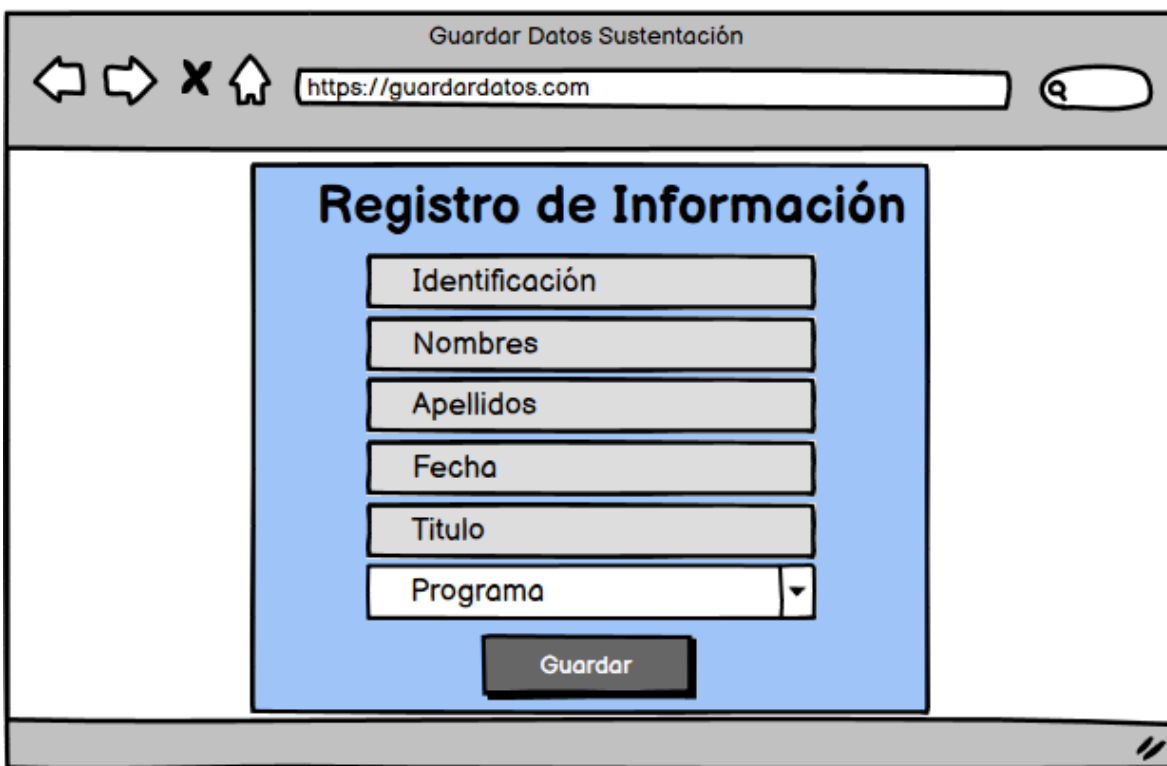 Guardar Datos Sustentación
https://guardardatos.com
Registro de Información
Identificación
Nombres
Apellidos
Fecha
Titulo
Programa
Guardar